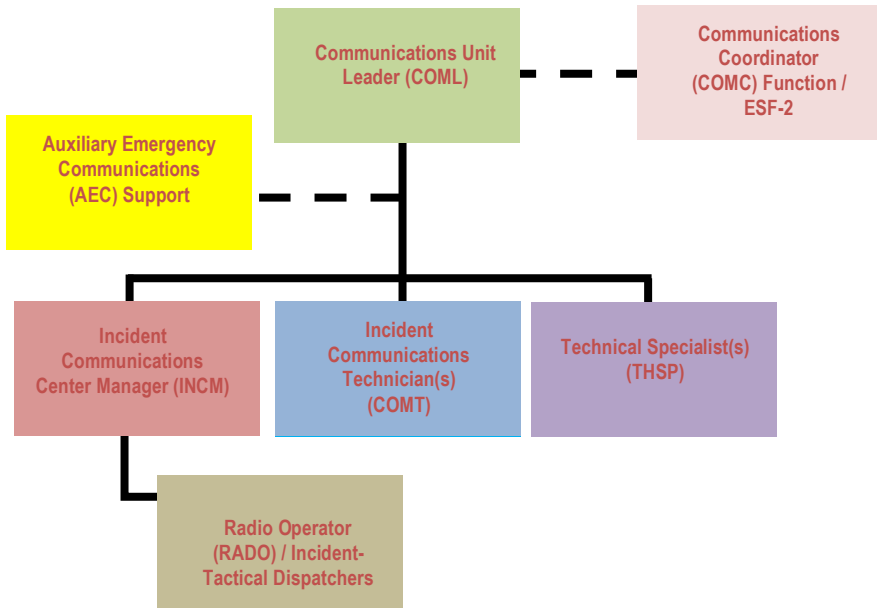 Communications Unit
Leader (COML)
Communications
Coordinator
(COMC) Function /
ESF-2
Auxiliary Emergency
Communications
(AEC) Support
Incident
Communications
Center Manager (INCM)
Incident
Communications
Technician(s)
(COMT)
Technical Specialist(s)
(THSP)
Radio Operator
(RADO) / Incident-
Tactical Dispatchers